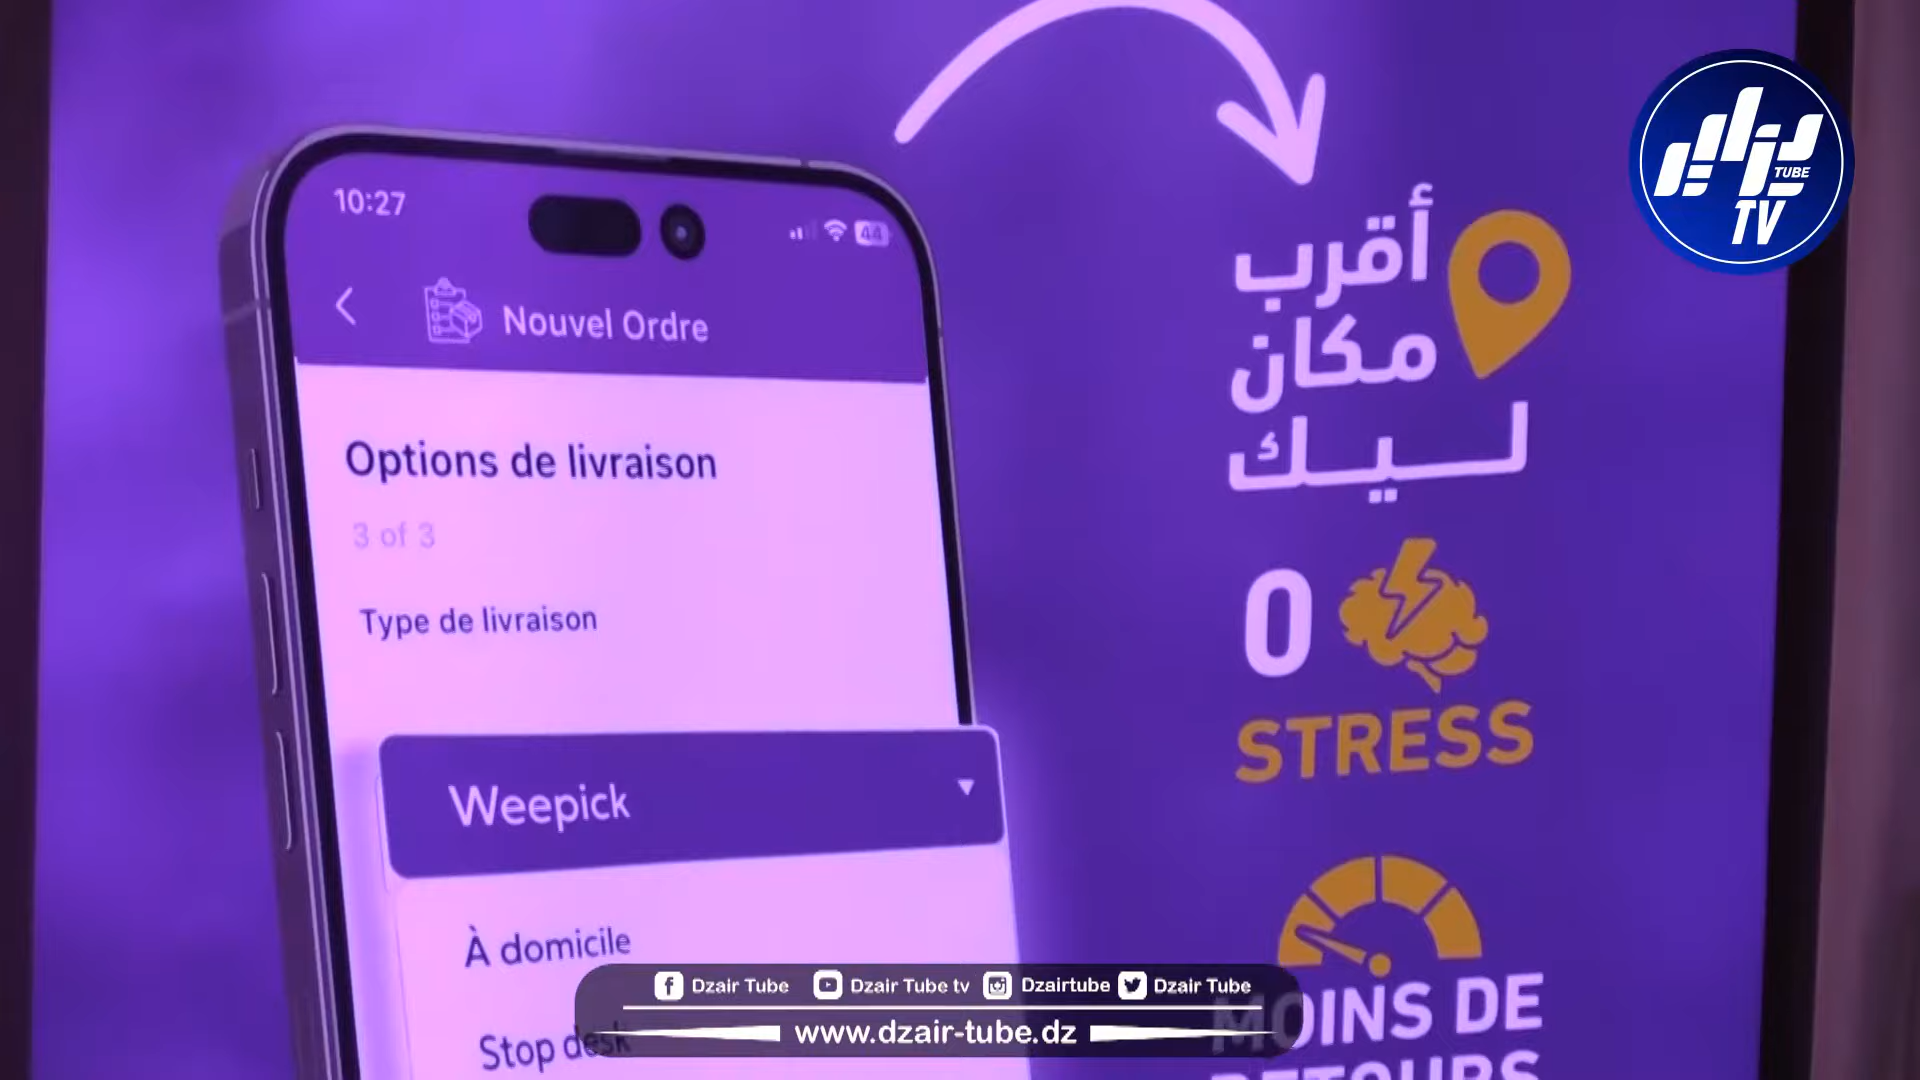 10:27
44
Nouvel Ordre
Options de livraison
3 of 3
Type de livraison
Weepick
À domicile
Stop desk
أقرب
مكان
ليك
0
STRESS
MOINS DE
RETOURS
TUBE
TV
Dzair Tube
Dzair Tube tv
Dzairtube
Dzair Tube
www.dzair-tube.dz